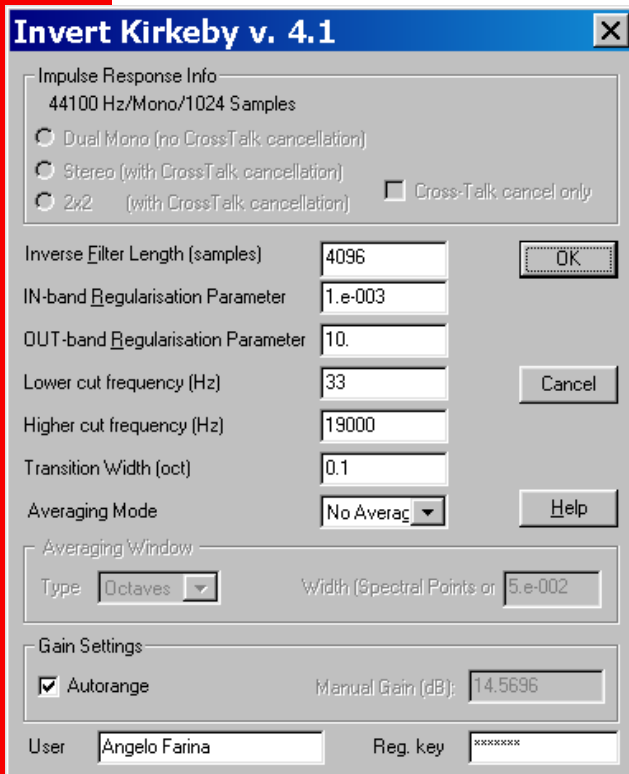 Invert Kirkeby v. 4.1
Impulse Response Info
44100 Hz/Mono/1024 Samples
Dual Mono (no CrossTalk cancellation)
Stereo (with CrossTalk cancellation)
2x2 (with CrossTalk cancellation)
Cross-Talk cancel only
Inverse Filter Length (samples) 4096 OK
IN-band Regularisation Parameter 1.e-003
OUT-band Regularisation Parameter 10.
Lower cut frequency (Hz) 33 Cancel
Higher cut frequency (Hz) 19000
Transition Width (oct) 0.1
Averaging Mode No Averag Help
Averaging Window
Type Octaves Width (Spectral Points or 5.e-002
Gain Settings
Autorange Manual Gain (dB): 14.5696
User Angelo Farina Reg. key *******